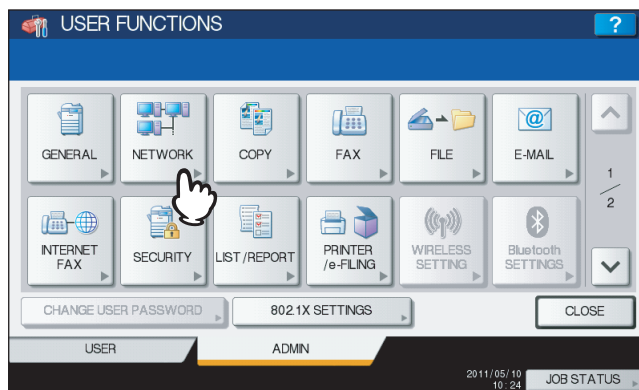 USER FUNCTIONS
?
GENERAL
NETWORK
COPY
FAX
FILE
E-MAIL
@
1
2
INTERNET
FAX
SECURITY
LIST/REPORT
PRINTER
/e-FILING
WIRELESS
SETTING
Bluetooth
SETTINGS
CHANGE USER PASSWORD
802.1X SETTINGS
CLOSE
USER
ADMIN
2011/05/10
10:24
JOB STATUS